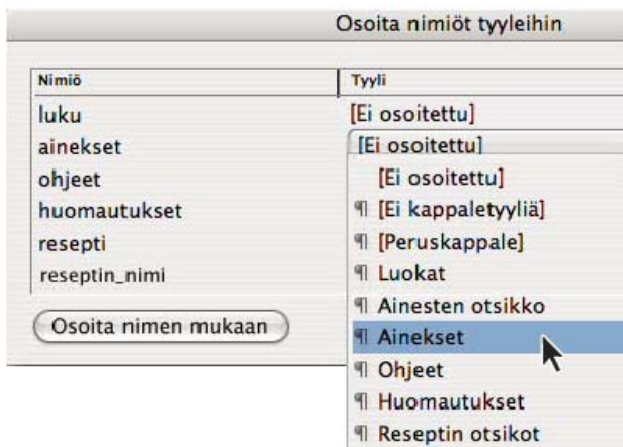 Osoita nimiöt tyyleihin
Nimiö Tyyli
luku [Ei osoitettu]
ainekset [Ei osoitettu]
ohjeet [Ei osoitettu]
huomautukset ¶ [Ei kappaletyyliä]
resepti ¶ [Peruskappale]
reseptin_nimi ¶ Luokat
¶ Ainesten otsikko
Osoita nimen mukaan ¶ Ainekset
¶ Ohjeet
¶ Huomautukset
¶ Reseptin otsikot